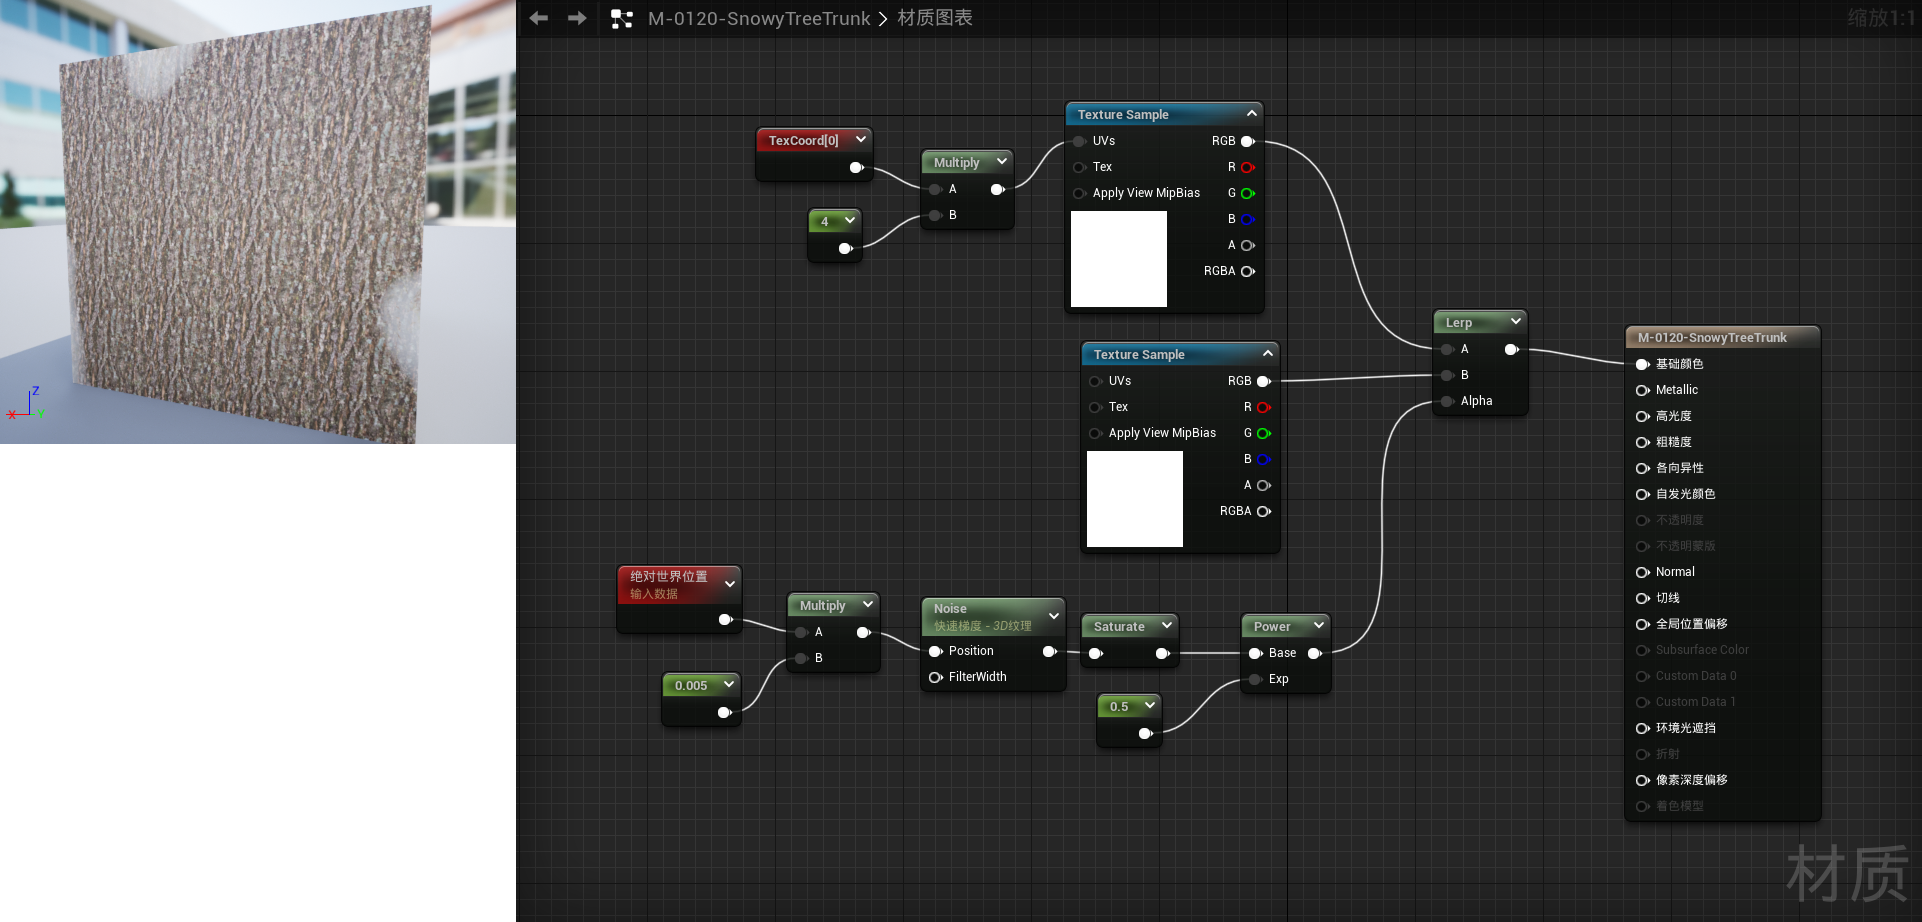 M-0120-SnowyTreeTrunk > 材质图表
缩放1:1
TexCoord[0]
4
Multiply
A
B
Texture Sample
UVs
RGB
Tex
R
Apply View MipBias
G
B
A
RGBA
Texture Sample
UVs
RGB
Tex
R
Apply View MipBias
G
B
A
RGBA
绝对世界位置
输入数据
0.005
Multiply
A
B
Noise
快速梯度 - 3D纹理
Position
FilterWidth
Saturate
0.5
Power
Base
Exp
Lerp
A
B
Alpha
M-0120-SnowyTreeTrunk
基础颜色
Metallic
高光度
粗糙度
各向异性
自发光颜色
不透明度
不透明蒙版
Normal
切线
全局位置偏移
Subsurface Color
Custom Data 0
Custom Data 1
环境光遮挡
折射
像素深度偏移
着色模型
材质
Z
X
Y